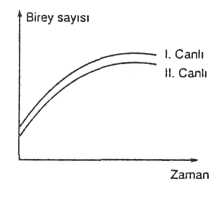 Birey sayısı
I. Canlı
II. Canlı
Zaman